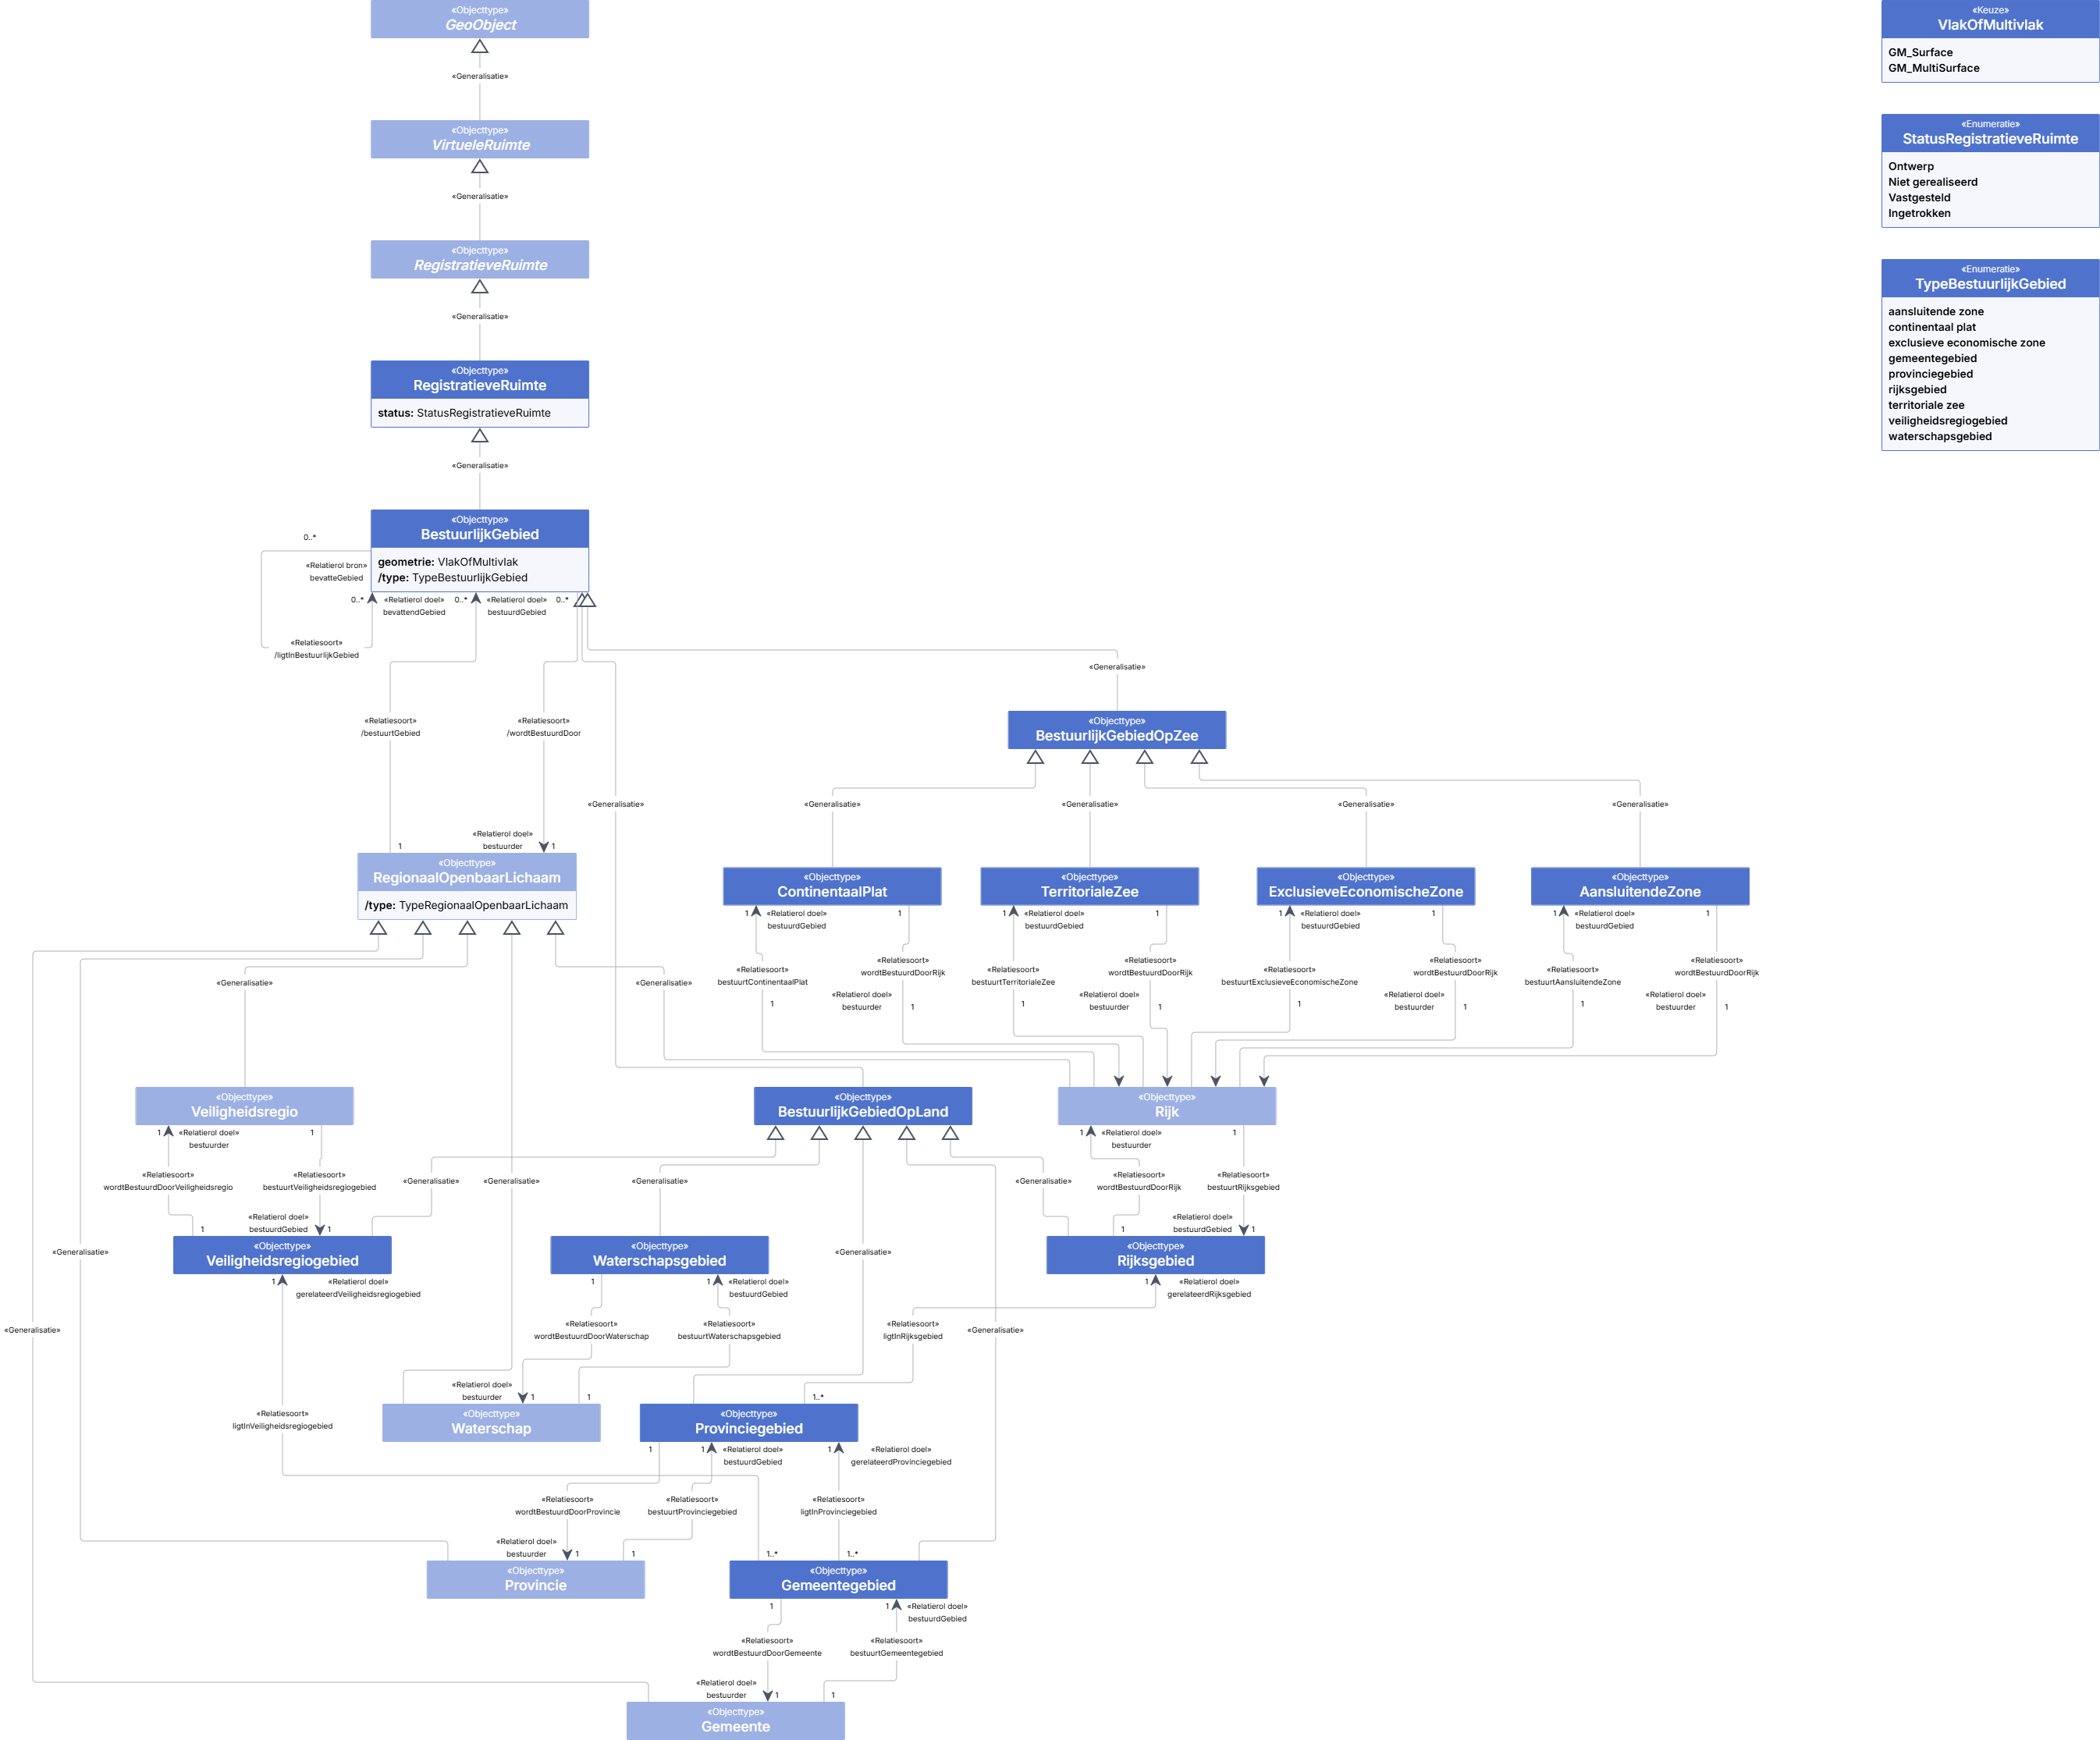 «Objecttype»
GeoObject
«Generalisatie»
«Objecttype»
VirtueleRuimte
«Generalisatie»
«Objecttype»
RegistratieveRuimte
«Generalisatie»
«Objecttype»
RegistratieveRuimte
status: StatusRegistratieveRuimte
«Generalisatie»
«Keuze»
VlakOfMultivlak
GM_Surface
GM_MultiSurface
«Enumeratie»
StatusRegistratieveRuimte
Ontwerp
Niet gerealiseerd
Vastgesteld
Ingetrokken
«Enumeratie»
TypeBestuurlijkGebied
aansluitende zone
continentaal plat
exclusieve economische zone
gemeentegebied
provinciegebied
rijksgebied
territoriale zee
veiligheidsregiogebied
waterschapsgebied
«Objecttype»
BestuurlijkGebied
geometrie: VlakOfMultivlak
/type: TypeBestuurlijkGebied
0..*
«Relatierol bron»
bevatteGebied
0..*
«Relatierol doel»
bevattendGebied
0..*
«Relatierol doel»
bestuurdGebied
0..*
«Relatiesoort»
/ligtInBestuurlijkGebied
«Generalisatie»
«Relatiesoort»
/bestuurtGebied
«Relatiesoort»
/wordtBestuurdDoor
«Objecttype»
BestuurlijkGebiedOpZee
«Generalisatie»
«Generalisatie»
«Generalisatie»
«Generalisatie»
«Generalisatie»
1
«Relatierol doel»
bestuurder
1
«Objecttype»
RegionaalOpenbaarLichaam
/type: TypeRegionaalOpenbaarLichaam
«Objecttype»
ContinentaalPlat
«Objecttype»
TerritorialeZee
«Objecttype»
ExclusieveEconomischeZone
«Objecttype»
AansluitendeZone
1
«Relatierol doel»
bestuurdGebied
1
1
«Relatierol doel»
bestuurdGebied
1
1
«Relatierol doel»
bestuurdGebied
1
1
«Relatierol doel»
bestuurdGebied
1
«Generalisatie»
«Generalisatie»
«Relatiesoort»
bestuurtContinentaalPlat
1
«Relatiesoort»
wordtBestuurdDoorRijk
«Relatierol doel»
bestuurder
1
«Relatiesoort»
bestuurtTerritorialeZee
1
«Relatiesoort»
wordtBestuurdDoorRijk
«Relatierol doel»
bestuurder
1
«Relatiesoort»
bestuurtExclusieveEconomischeZone
1
«Relatiesoort»
wordtBestuurdDoorRijk
«Relatierol doel»
bestuurder
1
«Relatiesoort»
bestuurtAansluitendeZone
1
«Relatiesoort»
wordtBestuurdDoorRijk
«Relatierol doel»
bestuurder
1
«Objecttype»
Veiligheidsregio
«Objecttype»
BestuurlijkGebiedOpLand
«Objecttype»
Rijk
1
«Relatierol doel»
bestuurder
1
1
«Relatierol doel»
bestuurder
1
«Relatiesoort»
wordtBestuurdDoorVeiligheidsregio
«Relatiesoort»
bestuurtVeiligheidsregiogebied
«Generalisatie»
«Generalisatie»
«Generalisatie»
«Generalisatie»
«Relatiesoort»
wordtBestuurdDoorRijk
«Relatiesoort»
bestuurtRijksgebied
1
«Relatierol doel»
bestuurdGebied
1
1
«Relatierol doel»
bestuurdGebied
1
«Generalisatie»
«Objecttype»
Veiligheidsregiogebied
«Objecttype»
Waterschapsgebied
«Generalisatie»
«Objecttype»
Rijksgebied
1
«Relatierol doel»
gerelateerdVeiligheidsregiogebied
1
1
«Relatierol doel»
bestuurdGebied
1
«Relatierol doel»
gerelateerdRijksgebied
«Generalisatie»
«Relatiesoort»
wordtBestuurdDoorWaterschap
«Relatiesoort»
bestuurtWaterschapsgebied
«Relatiesoort»
ligtInRijksgebied
«Generalisatie»
«Relatierol doel»
bestuurder
1
1
1..*
«Relatiesoort»
ligtInVeiligheidsregiogebied
«Objecttype»
Waterschap
«Objecttype»
Provinciegebied
1
1
«Relatierol doel»
bestuurdGebied
1
«Relatierol doel»
gerelateerdProvinciegebied
«Relatiesoort»
wordtBestuurdDoorProvincie
«Relatiesoort»
bestuurtProvinciegebied
«Relatiesoort»
ligtInProvinciegebied
«Relatierol doel»
bestuurder
1
1
1..*
1..*
«Objecttype»
Provincie
«Objecttype»
Gemeentegebied
1
1
«Relatierol doel»
bestuurdGebied
«Relatiesoort»
wordtBestuurdDoorGemeente
«Relatiesoort»
bestuurtGemeentegebied
«Relatierol doel»
bestuurder
1
1
«Objecttype»
Gemeente